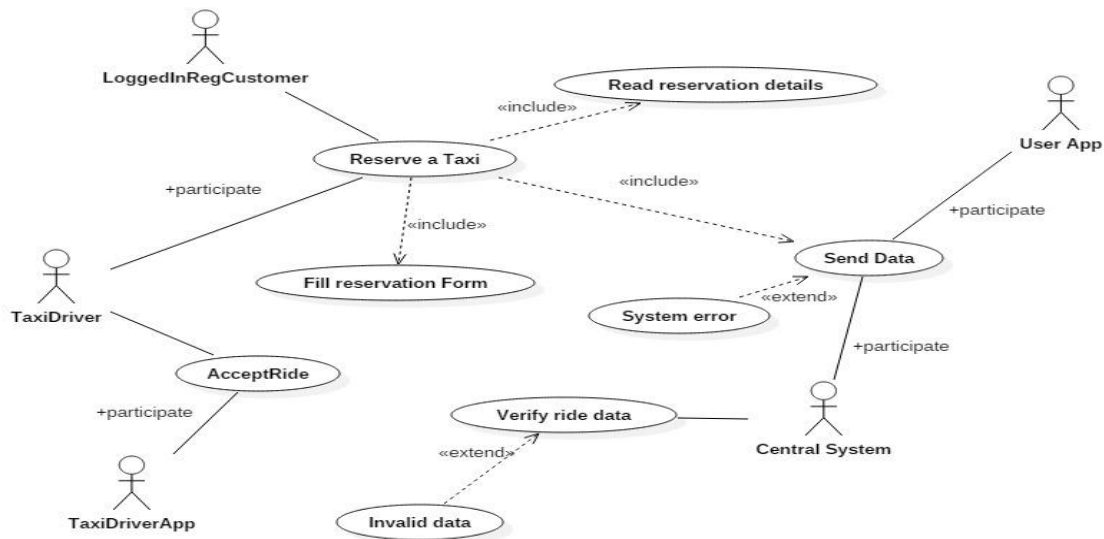 LoggedInRegCustomer
Read reservation details
«include»
User App
Reserve a Taxi
+participate
«include»
+participate
«include»
Send Data
Fill reservation Form
«extend»
System error
TaxiDriver
+participate
AcceptRide
+participate
Verify ride data
Central System
«extend»
TaxiDriverApp
Invalid data